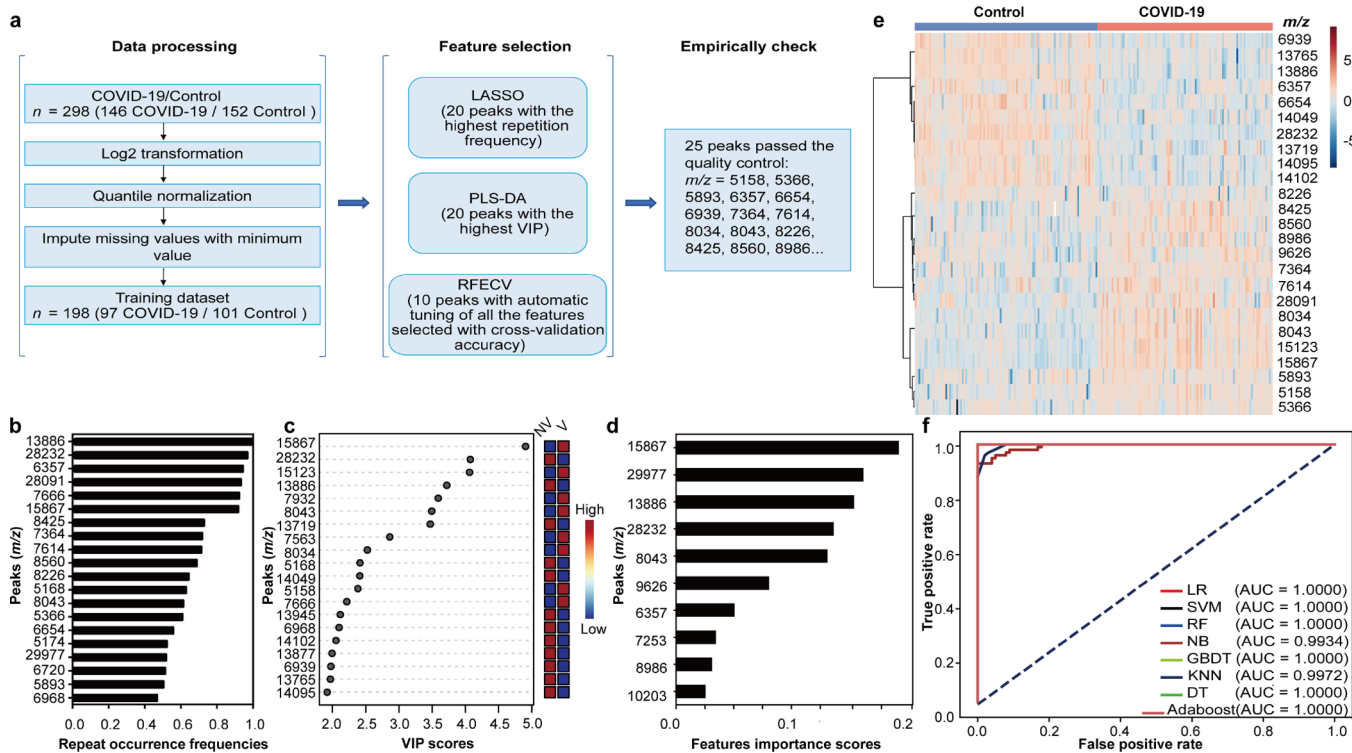 a
Data processing
COVID-19/Control
n = 298 (146 COVID-19 / 152 Control )
Log2 transformation
Quantile normalization
Impute missing values with minimum
value
Training dataset
n = 198 (97 COVID-19 / 101 Control )
Feature selection
LASSO
(20 peaks with the
highest repetition
frequency)
PLS-DA
(20 peaks with the
highest VIP)
RFECV
(10 peaks with automatic
tuning of all the features
selected with cross-validation
accuracy)
Empirically check
25 peaks passed the
quality control:
m/z = 5158, 5366,
5893, 6357, 6654,
6939, 7364, 7614,
8034, 8043, 8226,
8425, 8560, 8986...
e
Control
COVID-19
m/z
6939
13765
13886
6357
6654
14049
28232
13719
14095
14102
8226
8425
8560
8986
9626
7364
7614
28091
8034
8043
15123
15867
5893
5158
5366
5
0
-5
b
Peaks (m/z)
13886
28232
6357
28091
7666
15867
8425
7364
7614
8560
8226
5168
8043
5366
6654
5174
29977
6720
5893
6968
0.0 0.2 0.4 0.6 0.8 1.0
Repeat occurrence frequencies
c
Peaks (m/z)
15867
28232
15123
13886
7932
8043
13719
7563
8034
5168
14049
5158
7666
13945
6968
14102
13877
6939
13765
14095
2.0 2.5 3.0 3.5 4.0 4.5 5.0
VIP scores
NV V
High
Low
d
Peaks (m/z)
15867
29977
13886
28232
8043
9626
6357
7253
8986
10203
0.0 0.1 0.2
Features importance scores
f
True positive rate
1.0
0.8
0.6
0.4
0.2
0.0
LR (AUC = 1.0000)
SVM (AUC = 1.0000)
RF (AUC = 1.0000)
NB (AUC = 0.9934)
GBDT (AUC = 1.0000)
KNN (AUC = 0.9972)
DT (AUC = 1.0000)
Adaboost(AUC = 1.0000)
0.0 0.2 0.4 0.6 0.8 1.0
False positive rate